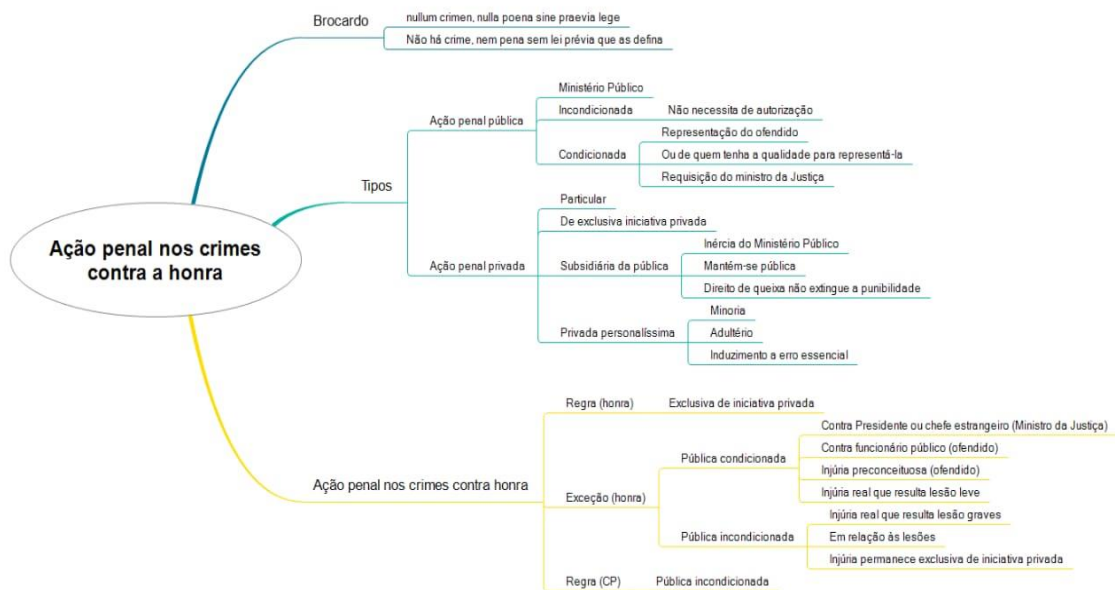 Ação penal nos crimes
contra a honra
Brocardo
nullum crimen, nulla poena sine praevia lege
Não há crime, nem pena sem lei prévia que as defina
Tipos
Ação penal pública
Ministério Público
Incondicionada
Não necessita de autorização
Condicionada
Representação do ofendido
Ou de quem tenha a qualidade para representá-la
Requisição do ministro da Justiça
Ação penal privada
Particular
De exclusiva iniciativa privada
Subsidiária da pública
Inércia do Ministério Público
Mantém-se pública
Direito de queixa não extingue a punibilidade
Privada personalíssima
Minoria
Adultério
Induzimento a erro essencial
Ação penal nos crimes contra honra
Regra (honra)
Exclusiva de iniciativa privada
Exceção (honra)
Pública condicionada
Contra Presidente ou chefe estrangeiro (Ministro da Justiça)
Contra funcionário público (ofendido)
Injúria preconceituosa (ofendido)
Injúria real que resulta lesão leve
Pública incondicionada
Injúria real que resulta lesão graves
Em relação às lesões
Injúria permanece exclusiva de iniciativa privada
Regra (CP)
Pública incondicionada